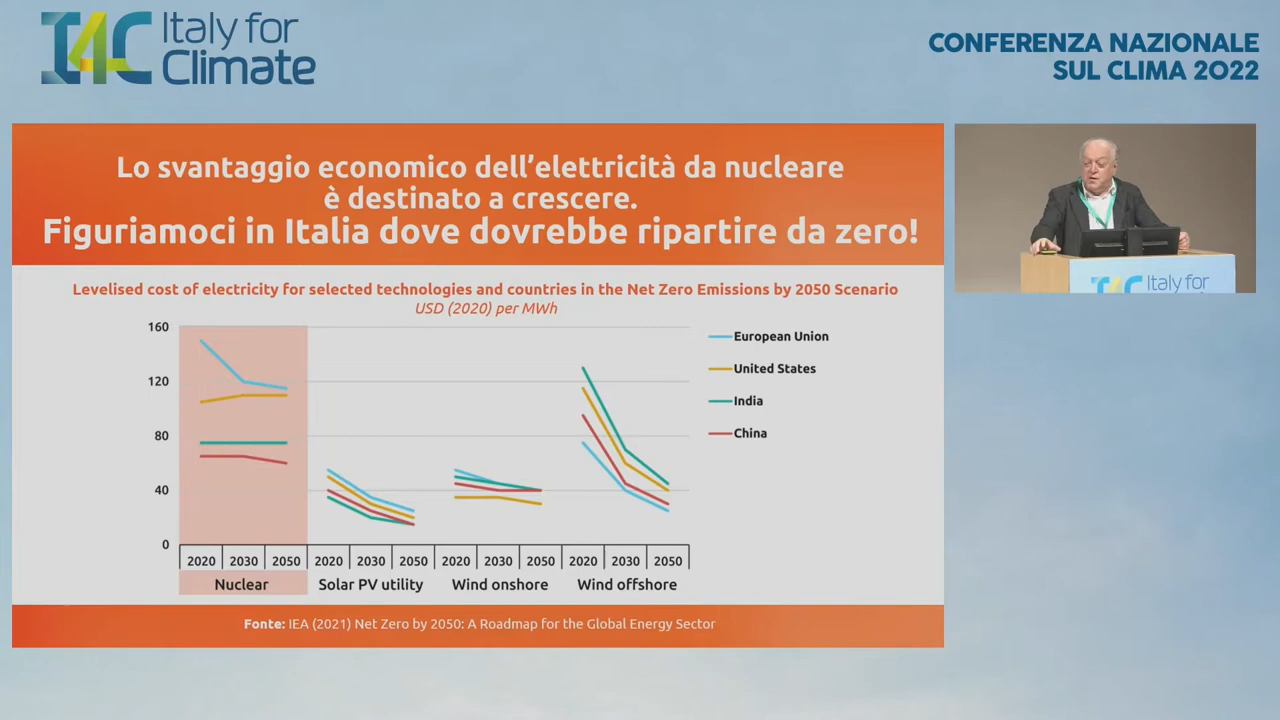 I4C Italy for
Climate
CONFERENZA NAZIONALE
SUL CLIMA 2022
Lo svantaggio economico dell'elettricità da nucleare
è destinato a crescere.
Figuriamoci in Italia dove dovrebbe ripartire da zero!
Levelised cost of electricity for selected technologies and countries in the Net Zero Emissions by 2050 Scenario
USD (2020) per MWh
160
120
80
40
0
European Union
United States
India
China
2020 2030 2050 2020 2030 2050 2020 2030 2050 2020 2030 2050
Nuclear Solar PV utility Wind onshore Wind offshore
Fonte: IEA (2021) Net Zero by 2050: A Roadmap for the Global Energy Sector
I4C Italy for